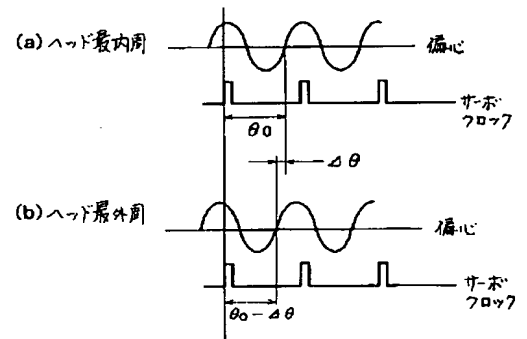 (a) ヘッド最内周
偏心
サーボ
クロック
θ0
Δθ
(b) ヘッド最外周
偏心
サーボ
クロック
θ0-Δθ